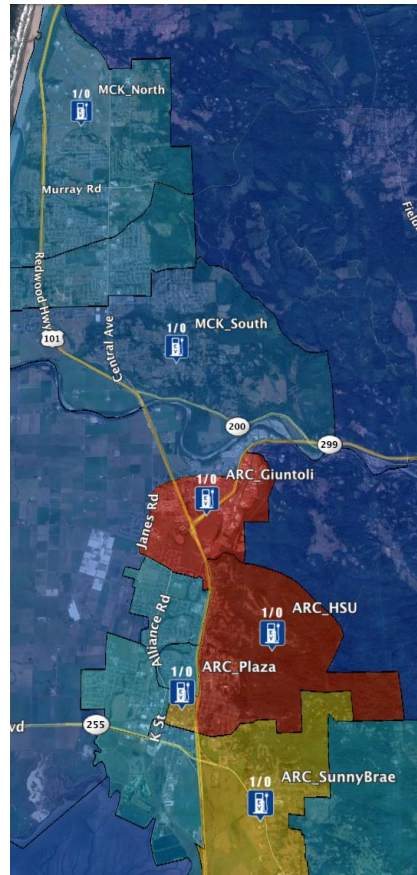 1/0
MCK_North
Murray Rd
Redwood Hwy
101
Central Ave
1/0
MCK_South
200
299
1/0
ARC_Giuntoli
Janes Rd
1/0
ARC_HSU
Alliance Rd
1/0
ARC_Plaza
K St
255
vd
1/0
ARC_SunnyBrae